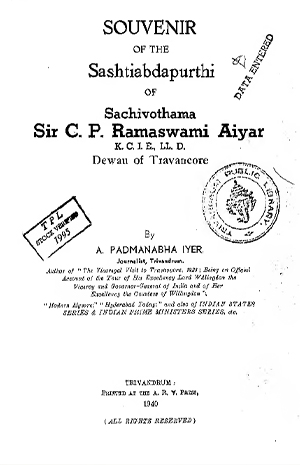 SOUVENIR
OF THE
Sashtiabdapurthi
OF
Sachivothama
Sir C. P. Ramaswami Aiyar
K. C. I. E., LL. D.
Dewan of Travancore
DATA ENTERED
TRIVANDRUM PUBLIC LIBRARY
T P L
STOCK VERIFIED
1995
By
A. PADMANABHA IYER
Journalist, Trivandrum.
Author of "The Viceregal Visit to Travancore, Being an Official
Account of the Tour of His Excellency Lord Willingdon the
Viceroy and Governor-General of India and of Her
Excellency the Countess of Willingdon",
"Modern Mysore," "Hyderabad Today;" and also of INDIAN STATES
SERIES & INDIAN PRIME MINISTERS SERIES, etc.
TRIVANDRUM:
PRINTED AT THE A. R. V. PRESS,
1940
(ALL RIGHTS RESERVED)